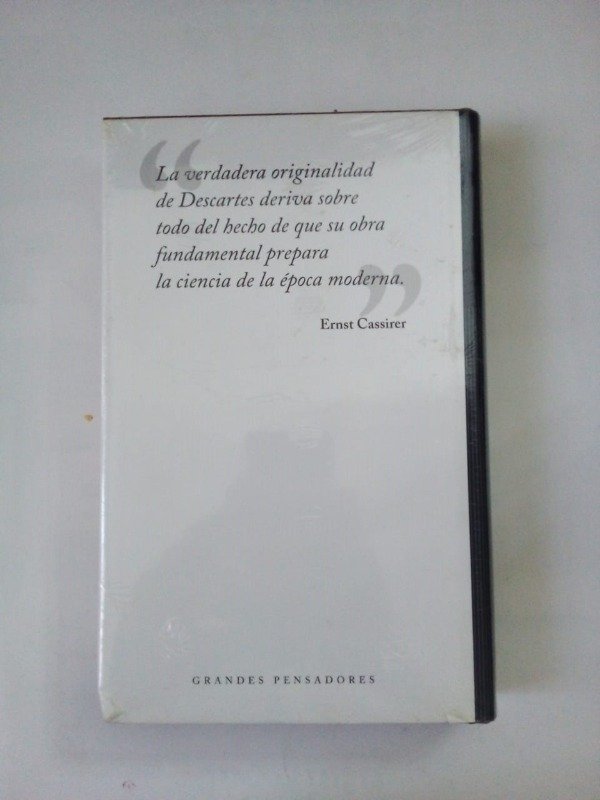 “
La verdadera originalidad
de Descartes deriva sobre
todo del hecho de que su obra
fundamental prepara
la ciencia de la época moderna.
”
Ernst Cassirer
GRANDES PENSADORES